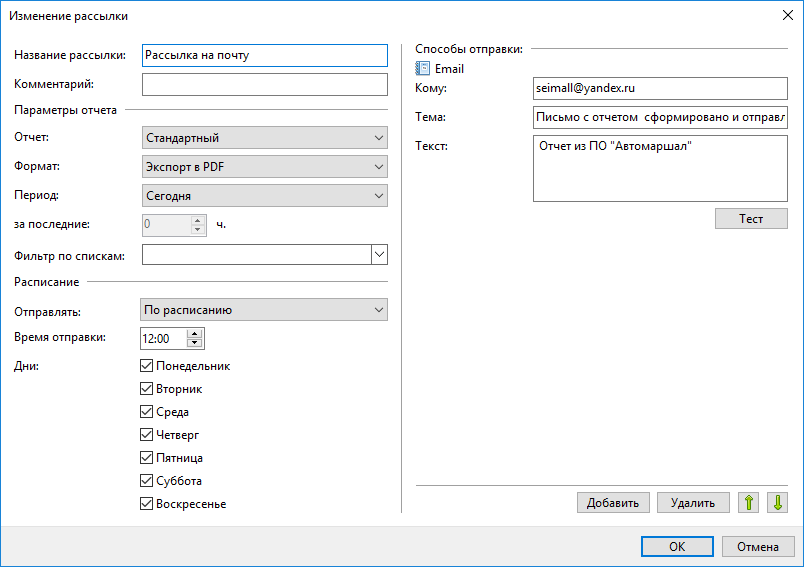 Изменение рассылки
Название рассылки: Рассылка на почту
Комментарий:
Параметры отчета
Отчет: Стандартный
Формат: Экспорт в PDF
Период: Сегодня
за последние: 0 ч.
Фильтр по спискам:
Расписание
Отправлять: По расписанию
Время отправки: 12:00
Дни: Понедельник
Вторник
Среда
Четверг
Пятница
Суббота
Воскресенье
Способы отправки:
Email
Кому: seimall@yandex.ru
Тема: Письмо с отчетом  сформировано и отправл
Текст: Отчет из ПО "Автомаршал"
Тест
Добавить Удалить
OK Отмена